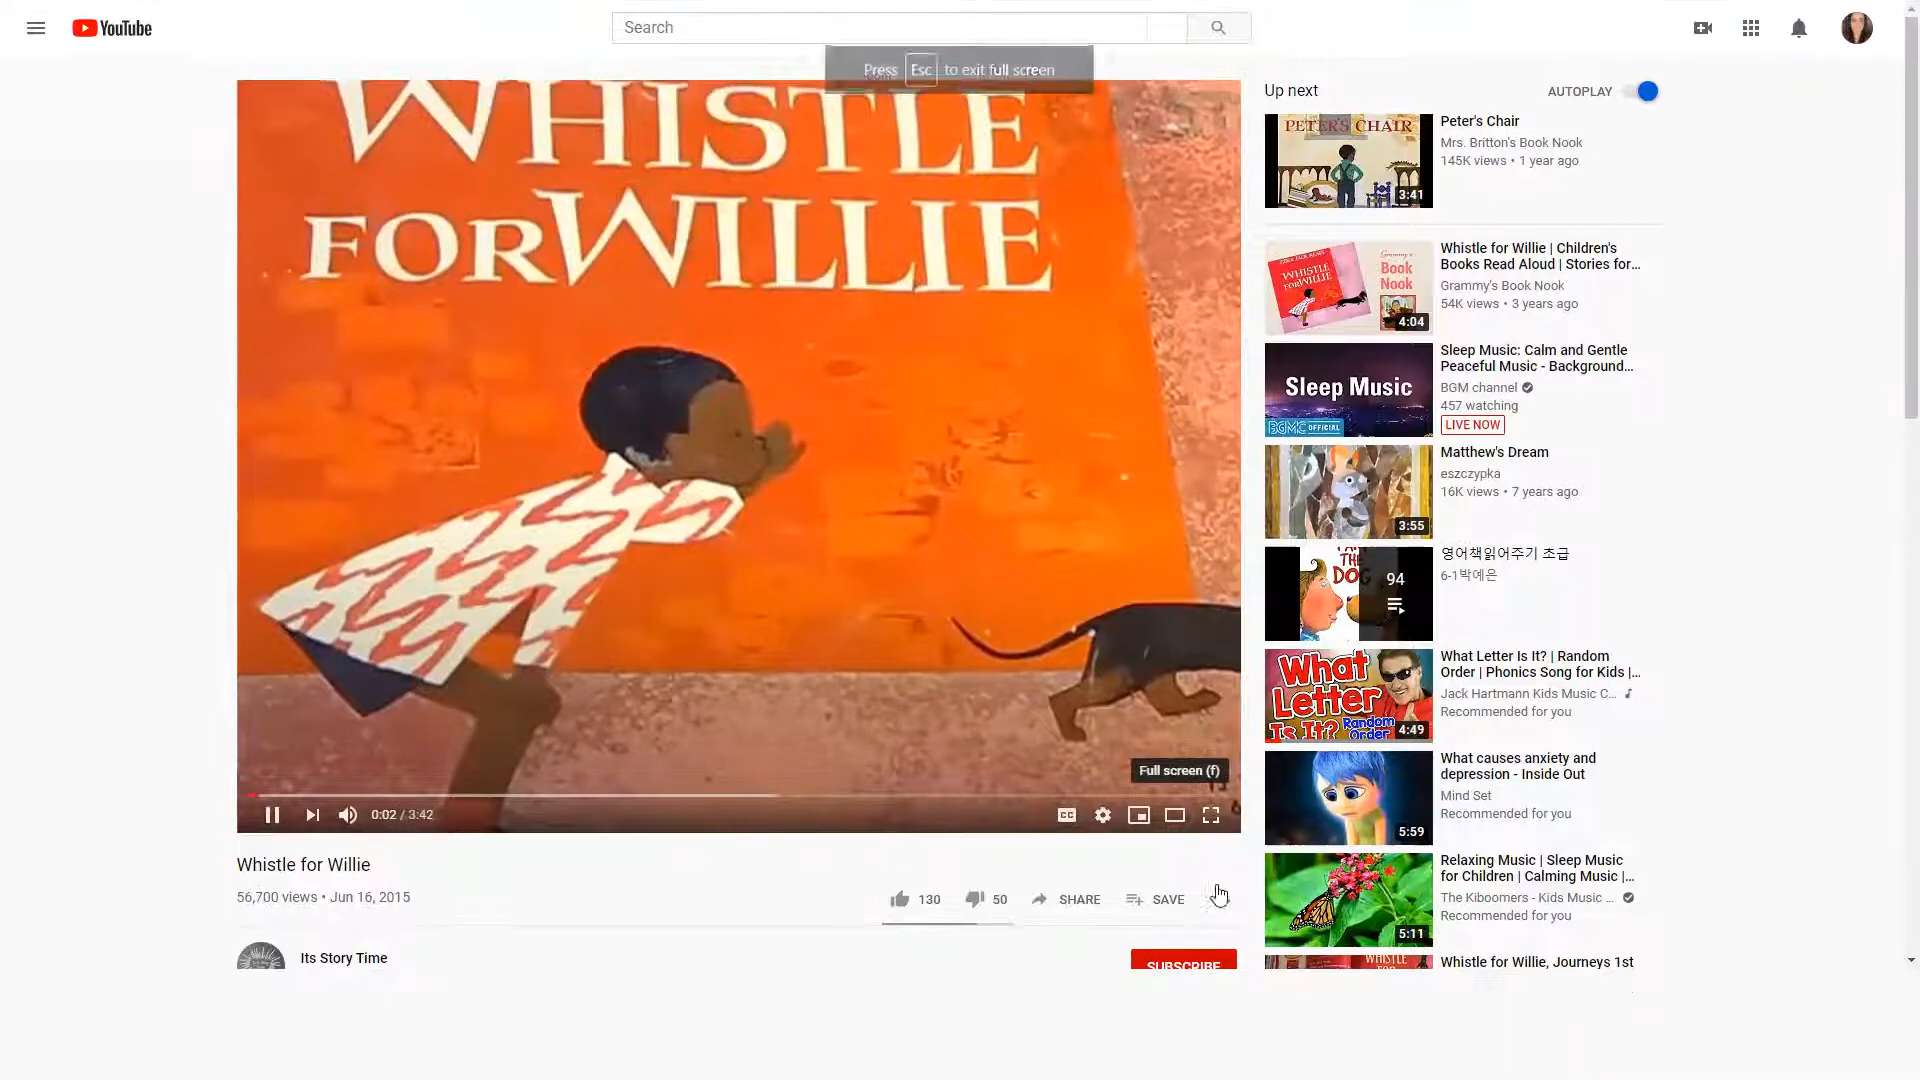 YouTube
Search
Press Esc to exit full screen
WHISTLE
FOR WILLIE
Full screen (f)
0:02 / 3:42
CC
Whistle for Willie
56,700 views • Jun 16, 2015
130
50
SHARE
SAVE
Its Story Time
SUBSCRIBE
Up next
AUTOPLAY
PETER'S CHAIR
3:41
Peter's Chair
Mrs. Britton's Book Nook
145K views • 1 year ago
WHISTLE
FOR WILLIE
Grammy's
Book
Nook
4:04
Whistle for Willie | Children's
Books Read Aloud | Stories for...
Grammy's Book Nook
54K views • 3 years ago
Sleep Music
BGMC OFFICIAL
Sleep Music: Calm and Gentle
Peaceful Music - Background...
BGM channel
457 watching
LIVE NOW
3:55
Matthew's Dream
eszczypka
16K views • 7 years ago
THE
DOG
94
영어책읽어주기 초급
6-1박예은
What
Letter
Is It?
Random
Order
4:49
What Letter Is It? | Random
Order | Phonics Song for Kids |...
Jack Hartmann Kids Music C...
Recommended for you
5:59
What causes anxiety and
depression - Inside Out
Mind Set
Recommended for you
5:11
Relaxing Music | Sleep Music
for Children | Calming Music |...
The Kiboomers - Kids Music ...
Recommended for you
WHISTLE
Whistle for Willie, Journeys 1st